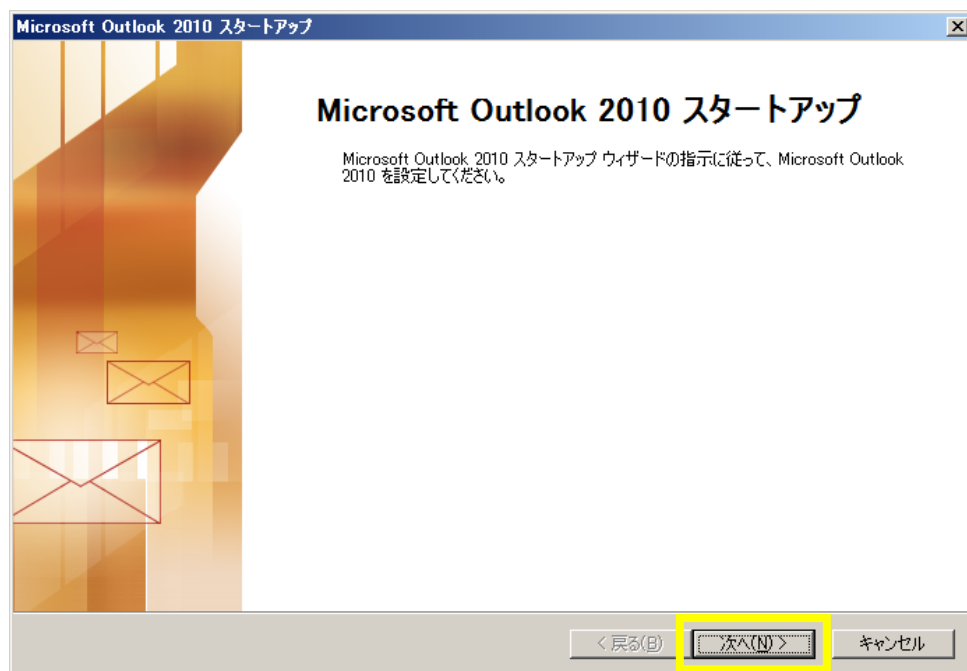 Microsoft Outlook 2010 スタートアップ
Microsoft Outlook 2010 スタートアップ
Microsoft Outlook 2010 スタートアップ ウィザードの指示に従って、Microsoft Outlook
2010 を設定してください。
< 戻る(B) 次へ(N) > キャンセル